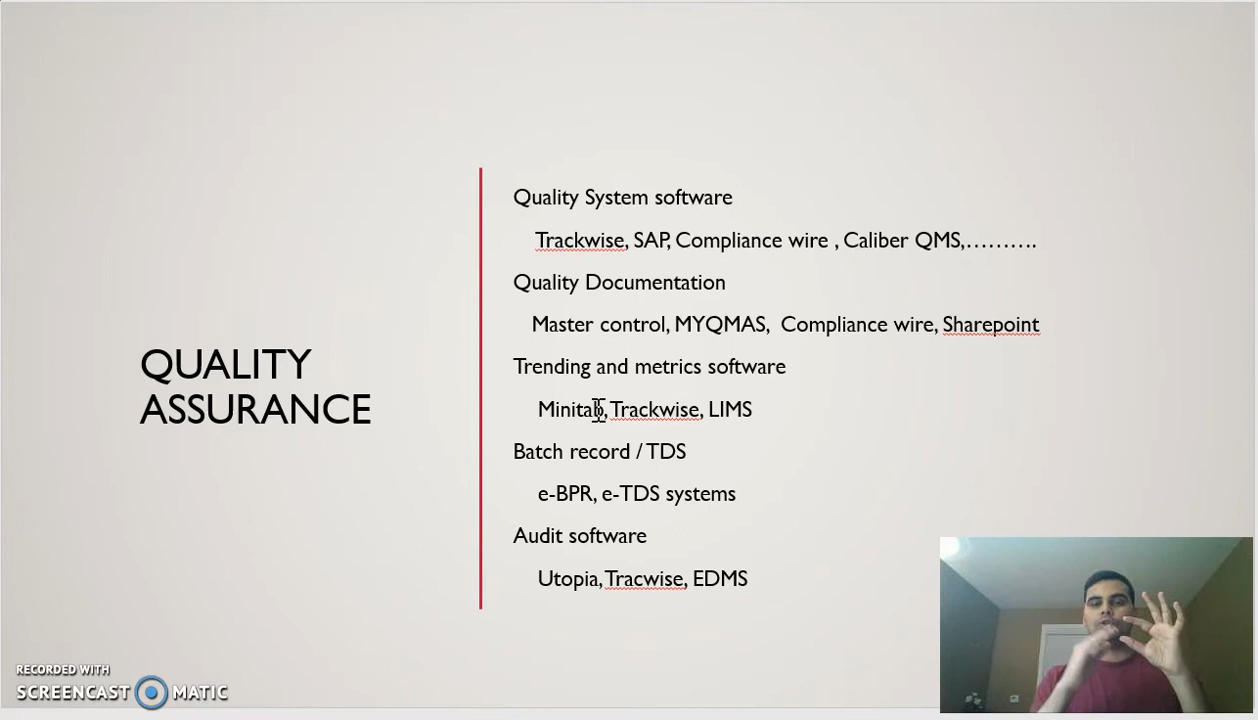 QUALITY
ASSURANCE
Quality System software
Trackwise, SAP, Compliance wire , Caliber QMS,……….
Quality Documentation
Master control, MYQMAS, Compliance wire, Sharepoint
Trending and metrics software
Minitab, Trackwise, LIMS
Batch record / TDS
e-BPR, e-TDS systems
Audit software
Utopia, Tracwise, EDMS
RECORDED WITH
SCREENCAST MATIC